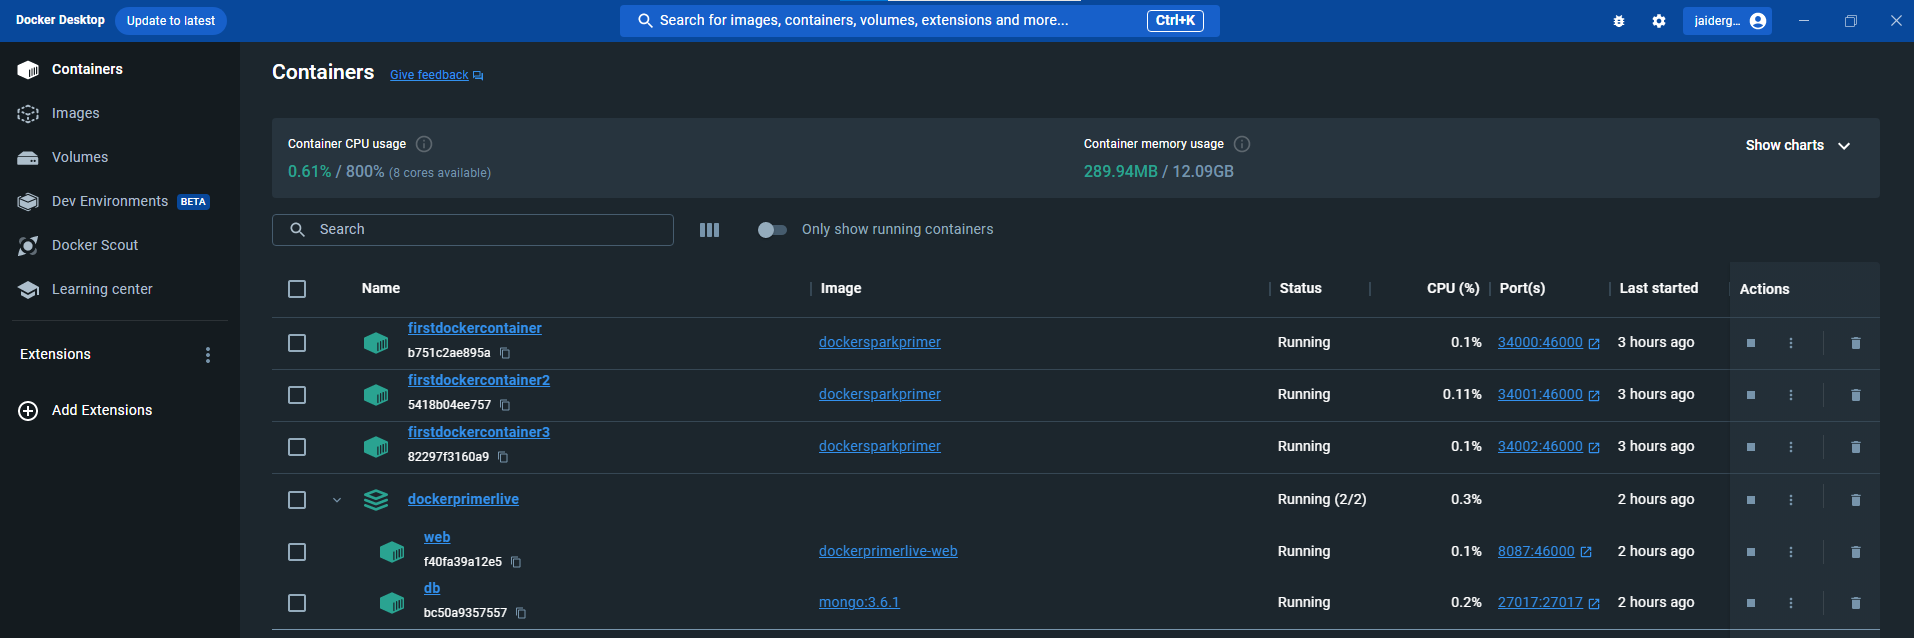 Docker Desktop Update to latest Search for images, containers, volumes, extensions and more... Ctrl+K jaiderg...
Containers
Images
Volumes
Dev Environments BETA
Docker Scout
Learning center
Extensions
Add Extensions
Containers Give feedback
Container CPU usage
0.61% / 800% (8 cores available)
Container memory usage
289.94MB / 12.09GB
Show charts
Search Only show running containers
Name Image Status CPU (%) Port(s) Last started Actions
firstdockercontainer
b751c2ae895a
dockersparkprimer Running 0.1% 34000:46000 3 hours ago
firstdockercontainer2
5418b04ee757
dockersparkprimer Running 0.11% 34001:46000 3 hours ago
firstdockercontainer3
82297f3160a9
dockersparkprimer Running 0.1% 34002:46000 3 hours ago
dockerprimerlive Running (2/2) 0.3% 2 hours ago
web
f40fa39a12e5
dockerprimerlive-web Running 0.1% 8087:46000 2 hours ago
db
bc50a9357557
mongo:3.6.1 Running 0.2% 27017:27017 2 hours ago